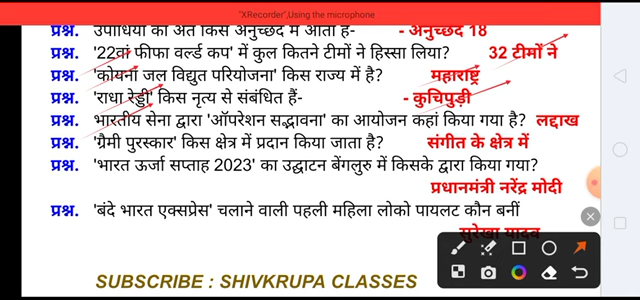 "XRecorder",Using the microphone
प्रश्न. उपाधियों का अंत किस अनुच्छेद में आता है- - अनुच्छेद 18
प्रश्न. '22वां फीफा वर्ल्ड कप' में कुल कितने टीमों ने हिस्सा लिया? 32 टीमों ने
प्रश्न. 'कोयना जल विद्युत परियोजना' किस राज्य में है? महाराष्ट्र
प्रश्न. 'राधा रेड्डी' किस नृत्य से संबंधित हैं- - कुचिपुड़ी
प्रश्न. भारतीय सेना द्वारा 'ऑपरेशन सद्भावना' का आयोजन कहां किया गया है? लद्दाख
प्रश्न. 'ग्रैमी पुरस्कार' किस क्षेत्र में प्रदान किया जाता है? संगीत के क्षेत्र में
प्रश्न. 'भारत ऊर्जा सप्ताह 2023' का उद्घाटन बेंगलुरु में किसके द्वारा किया गया?
प्रधानमंत्री नरेंद्र मोदी
प्रश्न. 'बंदे भारत एक्सप्रेस' चलाने वाली पहली महिला लोको पायलट कौन बनीं
सुरेखा यादव
SUBSCRIBE : SHIVKRUPA CLASSES